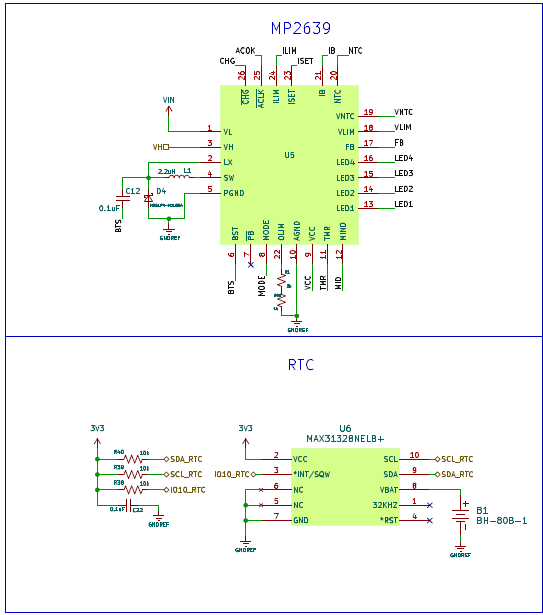 MP2639
ACOK ILIM IB NTC
CHG ISET
26 25 24 23 21 20
CHG ACLK ILIM ISET IB NTC
VIN
VNTC 19 VNTC
1 VL VLIM 18 VLIM
VH 3 VH FB 17 FB
U5
2 LX LED4 16 LED4
2.2uH L1 4 SW LED3 15 LED3
C12 D4 5 PGND LED2 14 LED2
0.1uF LED1 13 LED1
BTS
GNDREF
BST PB MODE OLIM AGND VCC TMR MIND
6 7 8 22 10 9 11 12
BTS MODE VCC TMR MID
GNDREF
RTC
3V3 3V3 U6
MAX31328NELB+
R40 10k SDA_RTC 2 VCC SCL 10 SCL_RTC
R39 10k SCL_RTC IO10_RTC 3 *INT/SQW SDA 9 SDA_RTC
R38 10k IO10_RTC 6 NC VBAT 8
0.1uF C22 5 NC 32KHZ 1
B1
GNDREF 7 GND *RST 4
BH-80B-1
GNDREF GNDREF